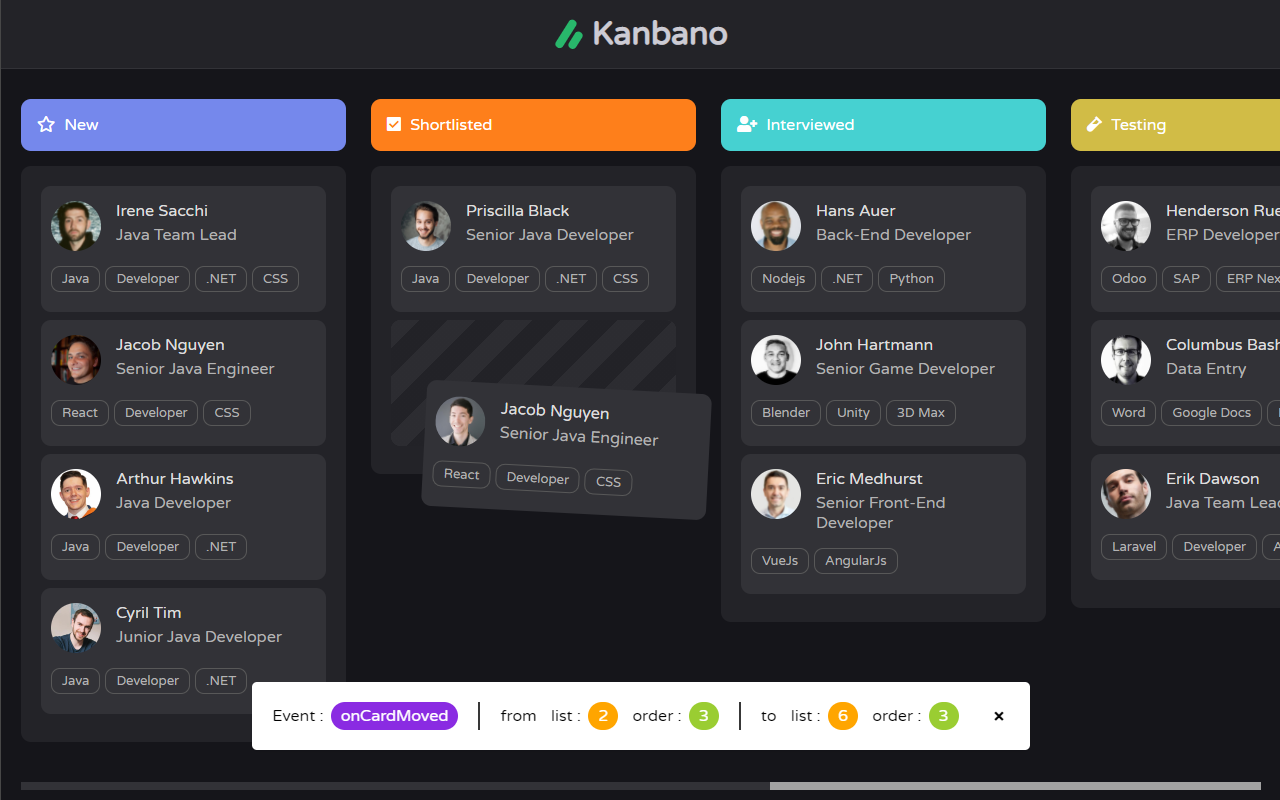 Kanbano
New
Irene Sacchi
Java Team Lead
Java Developer .NET CSS
Jacob Nguyen
Senior Java Engineer
React Developer CSS
Arthur Hawkins
Java Developer
Java Developer .NET
Cyril Tim
Junior Java Developer
Java Developer .NET
Shortlisted
Priscilla Black
Senior Java Developer
Java Developer .NET CSS
Jacob Nguyen
Senior Java Engineer
React Developer CSS
Interviewed
Hans Auer
Back-End Developer
Nodejs .NET Python
John Hartmann
Senior Game Developer
Blender Unity 3D Max
Eric Medhurst
Senior Front-End
Developer
VueJs AngularJs
Testing
Henderson Rue
ERP Developer
Odoo SAP ERP Nex
Columbus Bash
Data Entry
Word Google Docs
Erik Dawson
Java Team Lead
Laravel Developer A
Event : onCardMoved from list : 2 order : 3 to list : 6 order : 3 ×